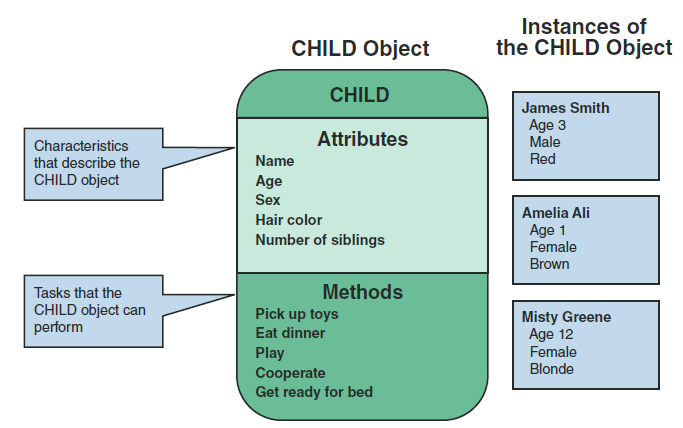 CHILD Object
Instances of
the CHILD Object
CHILD
Attributes
Name
Age
Sex
Hair color
Number of siblings
Methods
Pick up toys
Eat dinner
Play
Cooperate
Get ready for bed
Characteristics
that describe the
CHILD object
Tasks that the
CHILD object can
perform
James Smith
Age 3
Male
Red
Amelia Ali
Age 1
Female
Brown
Misty Greene
Age 12
Female
Blonde